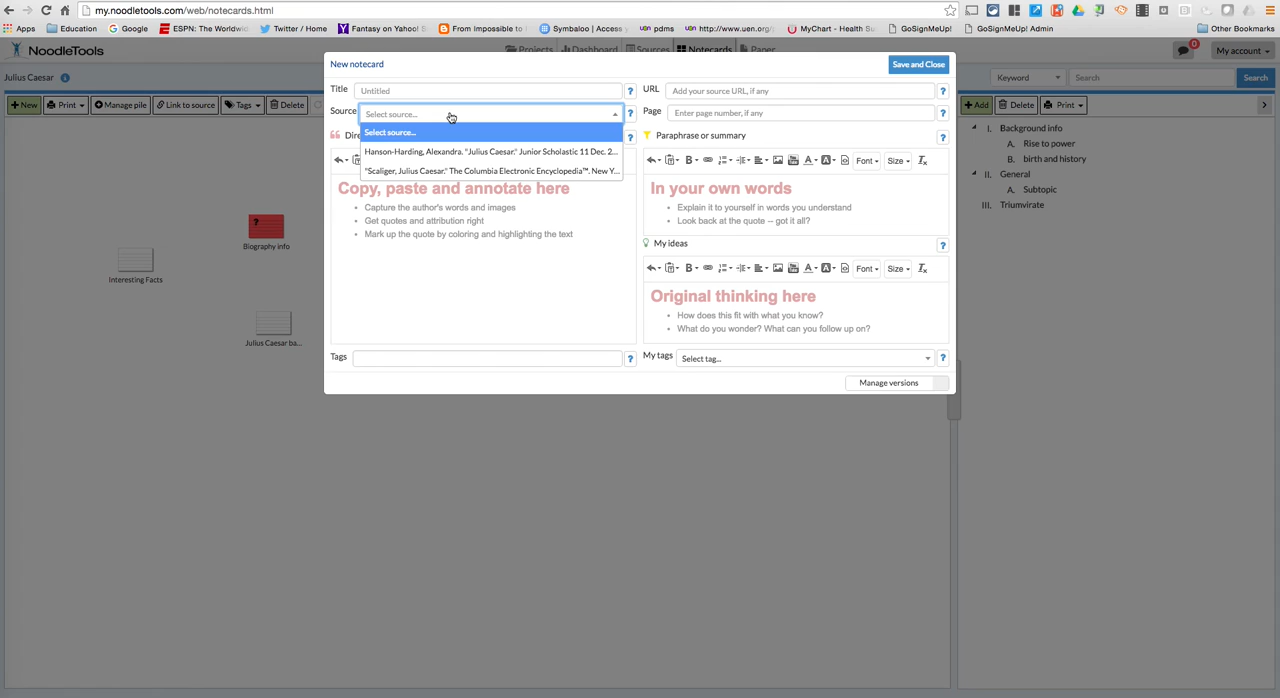 my.noodletools.com/web/notecards.html
Apps Education Google ESPN: The Worldwid Twitter / Home Fantasy on Yahoo! S From Impossible to I Symbaloo | Access y pdms http://www.uen.org/ MyChart - Health Su GoSignMeUp! GoSignMeUp! Admin Other Bookmarks
NoodleTools Projects Dashboard Sources Notecards Paper 0 My account
Julius Caesar Keyword Search Search
New Print Manage pile Link to source Tags Delete Add Delete Print
New notecard Save and Close
Title Untitled ? URL Add your source URL, if any ?
Source Select source... ? Page Enter page number, if any ?
Select source...
Hanson-Harding, Alexandra. "Julius Caesar." Junior Scholastic 11 Dec. 2...
"Scaliger, Julius Caesar." The Columbia Electronic Encyclopedia™. New Y...
Dire ? Paraphrase or summary ?
Font Size
Copy, paste and annotate here
Capture the author's words and images
Get quotes and attribution right
Mark up the quote by coloring and highlighting the text
In your own words
Explain it to yourself in words you understand
Look back at the quote -- got it all?
My ideas ?
Font Size
Original thinking here
How does this fit with what you know?
What do you wonder? What can you follow up on?
Tags ? My tags Select tag... ?
Manage versions
? Biography info
Interesting Facts
Julius Caesar ba...
I. Background info
A. Rise to power
B. birth and history
II. General
A. Subtopic
III. Triumvirate